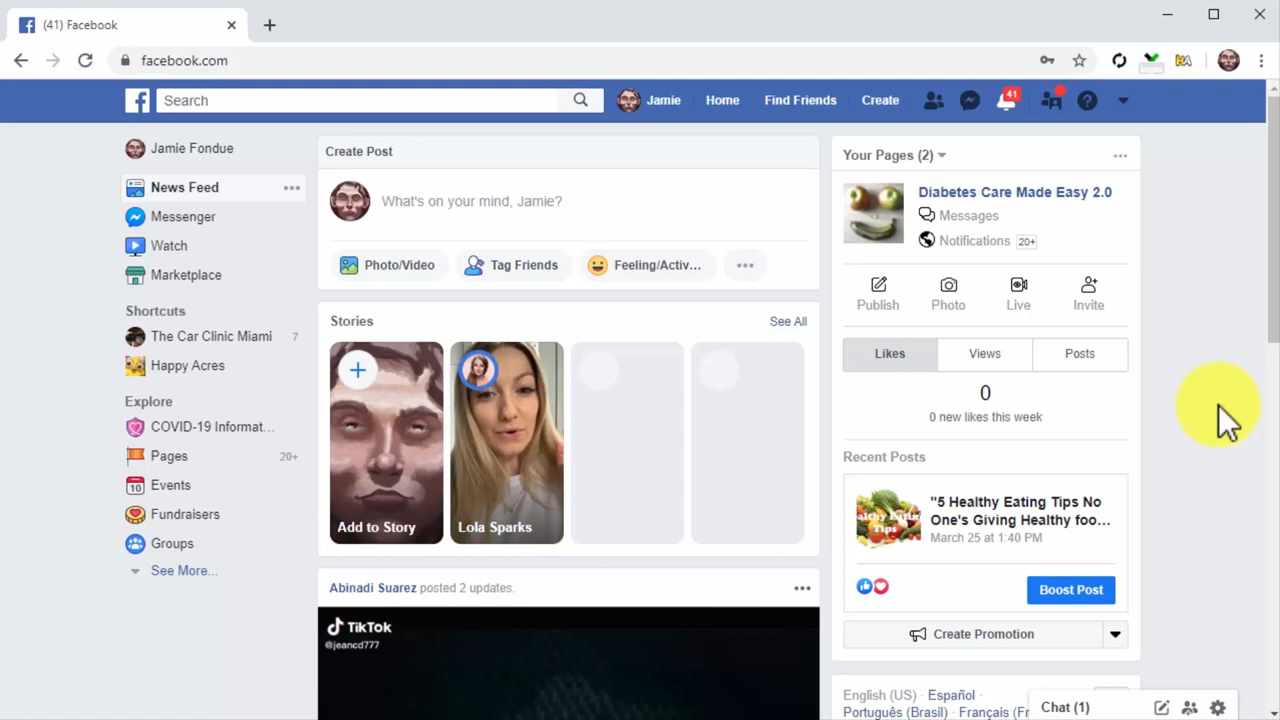 (41) Facebook
facebook.com
Search
Jamie
Home
Find Friends
Create
41
Jamie Fondue
News Feed
Messenger
Watch
Marketplace
Shortcuts
The Car Clinic Miami 7
Happy Acres
Explore
COVID-19 Informat...
Pages 20+
10
Events
Fundraisers
Groups
See More...
Create Post
What's on your mind, Jamie?
Photo/Video
Tag Friends
Feeling/Activ...
Stories
See All
Add to Story
Lola Sparks
Abinadi Suarez posted 2 updates.
TikTok
@jeancd777
Your Pages (2)
Diabetes Care Made Easy 2.0
Messages
Notifications 20+
Publish
Photo
Live
Invite
Likes
Views
Posts
0
0 new likes this week
Recent Posts
"5 Healthy Eating Tips No
One's Giving Healthy foo...
March 25 at 1:40 PM
Boost Post
Create Promotion
English (US) · Español ·
Português (Brasil) · Français (Fr
Chat (1)